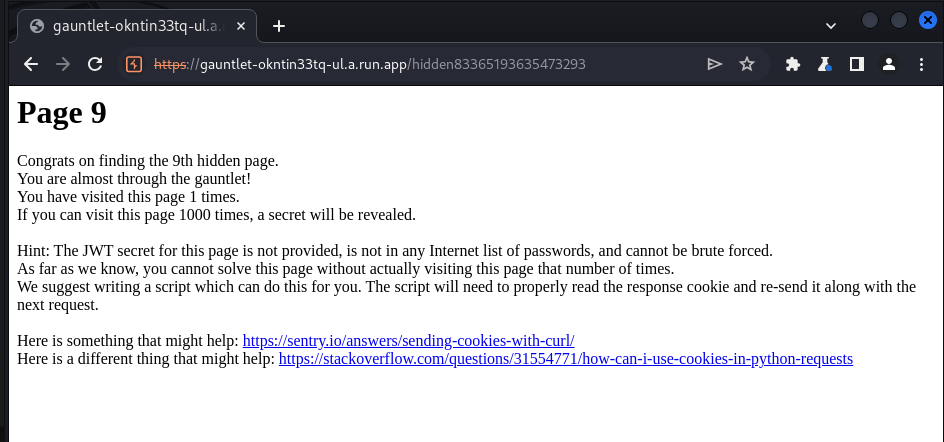 gauntlet-okntin33tq-ul.a.
https://gauntlet-okntin33tq-ul.a.run.app/hidden83365193635473293
Page 9
Congrats on finding the 9th hidden page.
You are almost through the gauntlet!
You have visited this page 1 times.
If you can visit this page 1000 times, a secret will be revealed.
Hint: The JWT secret for this page is not provided, is not in any Internet list of passwords, and cannot be brute forced.
As far as we know, you cannot solve this page without actually visiting this page that number of times.
We suggest writing a script which can do this for you. The script will need to properly read the response cookie and re-send it along with the
next request.
Here is something that might help: https://sentry.io/answers/sending-cookies-with-curl/
Here is a different thing that might help: https://stackoverflow.com/questions/31554771/how-can-i-use-cookies-in-python-requests